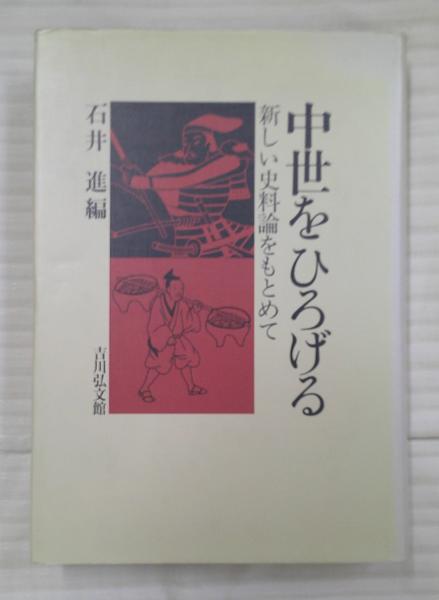 中世をひろげる
新しい史料論をもとめて
石井 進編
吉川弘文館